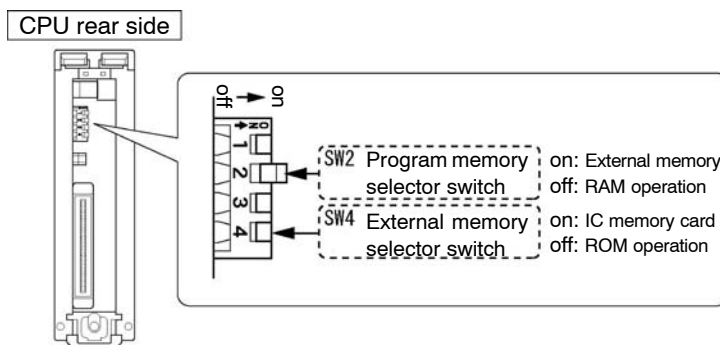 CPU rear side
off → on
ON
1
2
3
4
SW2 Program memory
selector switch
on: External memory
off: RAM operation
SW4 External memory
selector switch
on: IC memory card
off: ROM operation